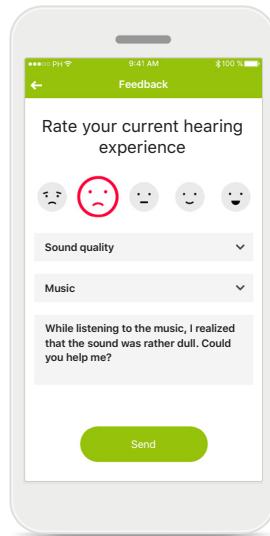 PH 9:41 AM 100 %
Feedback
Rate your current hearing
experience
Sound quality
Music
While listening to the music, I realized
that the sound was rather dull. Could
you help me?
Send